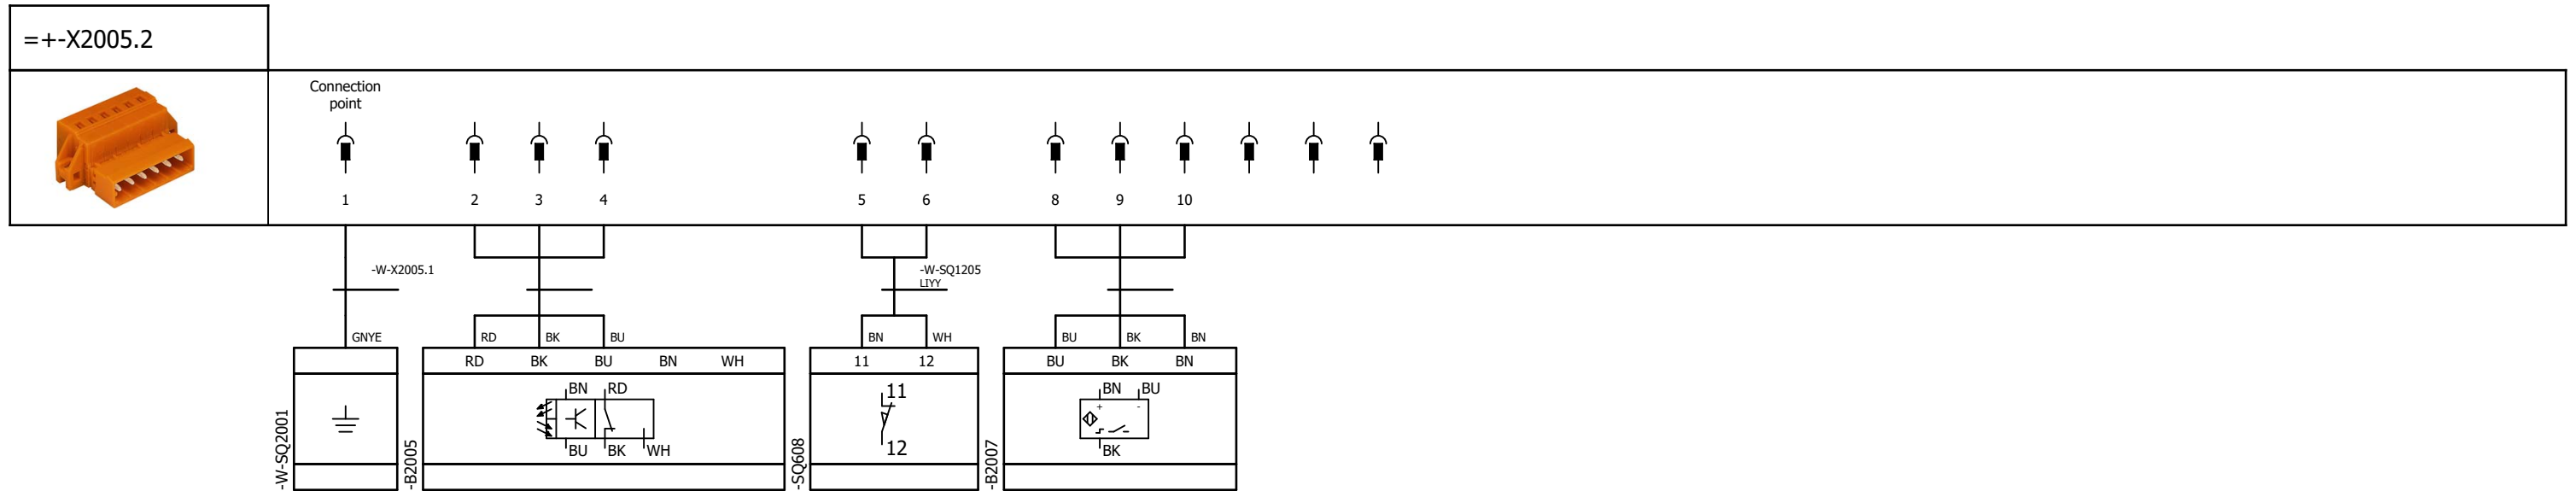 =+-X2005.2
Connection
point
1 2 3 4 5 6 8 9 10
-W-X2005.1
-W-SQ1205
LIYY
GNYE RD BK BU BN WH BU BK BN
RD BK BU BN WH 11 12 BU BK BN
-W-SQ2001
-B2005
BN RD
BU BK WH
-SQ608
11
12
-B2007
BN BU
+ -
BK